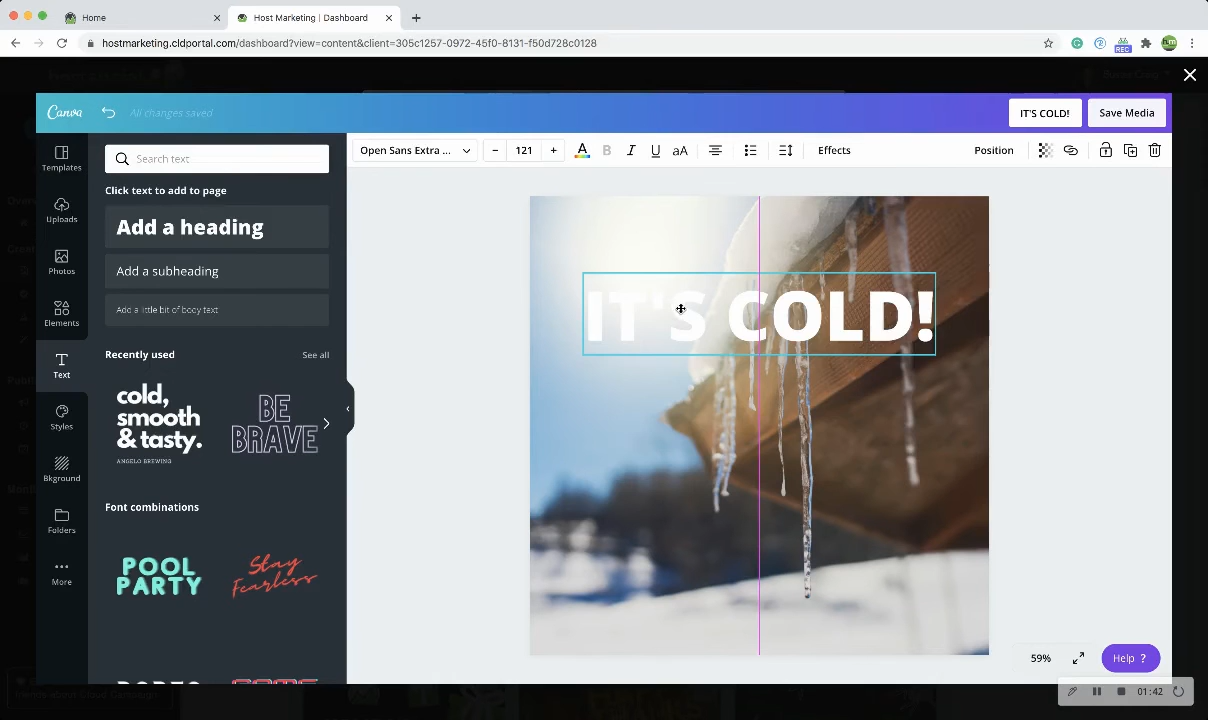 Home
Host Marketing | Dashboard
hostmarketing.cldportal.com/dashboard?view=content&client=305c1257-0972-45f0-8131-f50d728c0128
REC
Canva
All changes saved
IT'S COLD!
Save Media
Templates
Uploads
Photos
Elements
Text
Styles
Bkground
Folders
More
Search text
Click text to add to page
Add a heading
Add a subheading
Add a little bit of body text
Recently used
See all
cold,
smooth
& tasty.
ANGELO BREWING
BE
BRAVE
Font combinations
POOL
PARTY
Stay
Fearless
Open Sans Extra ...
121
B
I
U
aA
Effects
Position
IT'S COLD!
59%
Help ?
01:42